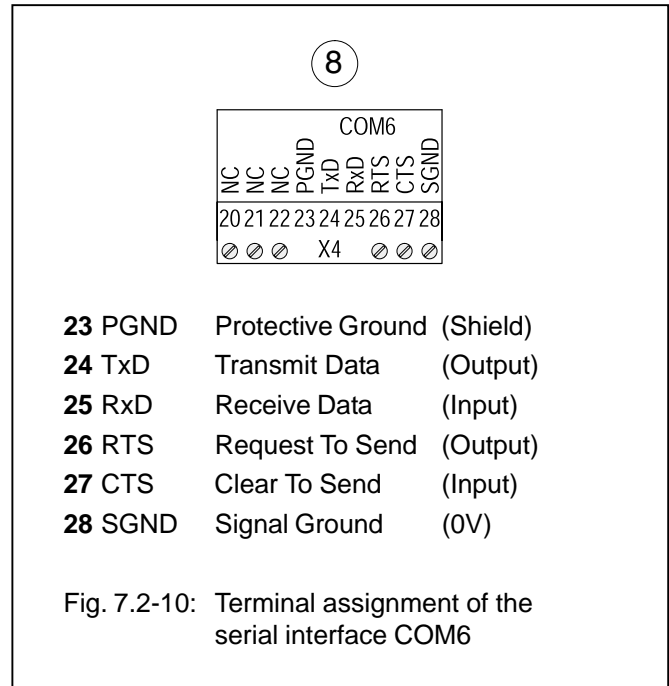 8
COM6
NC NC NC PGND TxD RxD RTS CTS SGND
20 21 22 23 24 25 26 27 28
X4
23 PGND Protective Ground (Shield)
24 TxD Transmit Data (Output)
25 RxD Receive Data (Input)
26 RTS Request To Send (Output)
27 CTS Clear To Send (Input)
28 SGND Signal Ground (0V)
Fig. 7.2-10: Terminal assignment of the
serial interface COM6